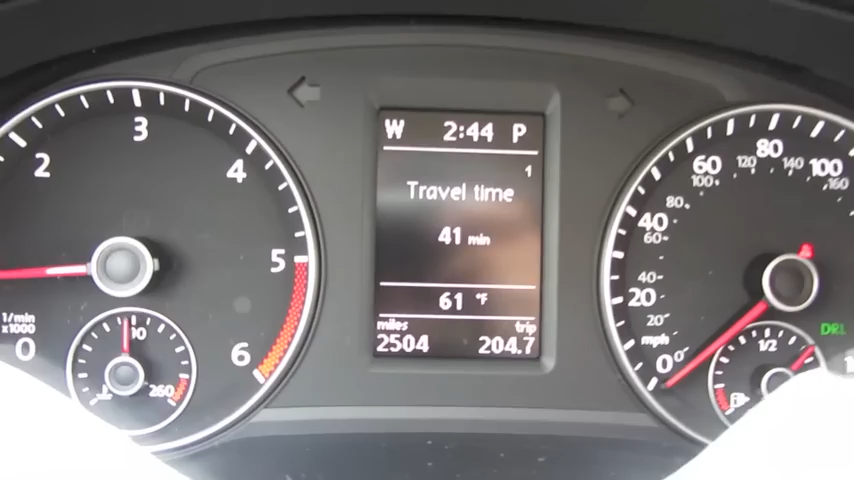 W 2:44 P
1
Travel time
41 min
61 °F
miles trip
2504 204.7
1/min
x1000
0
2
3
4
5
6
260
0
20
40
60
80
100
20
40
60
80
100
120
140
160
mph
1/2
DRL